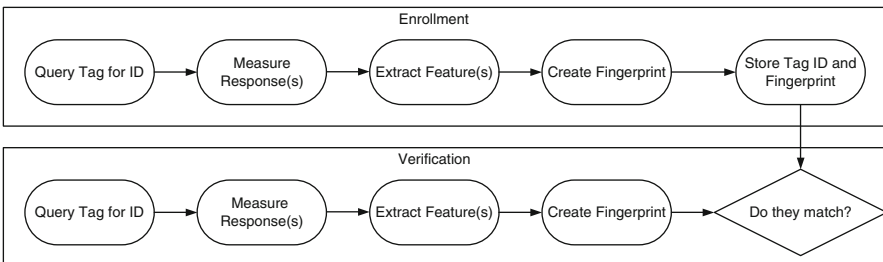 Enrollment
Query Tag for ID
Measure
Response(s)
Extract Feature(s)
Create Fingerprint
Store Tag ID and
Fingerprint
Verification
Query Tag for ID
Measure
Response(s)
Extract Feature(s)
Create Fingerprint
Do they match?